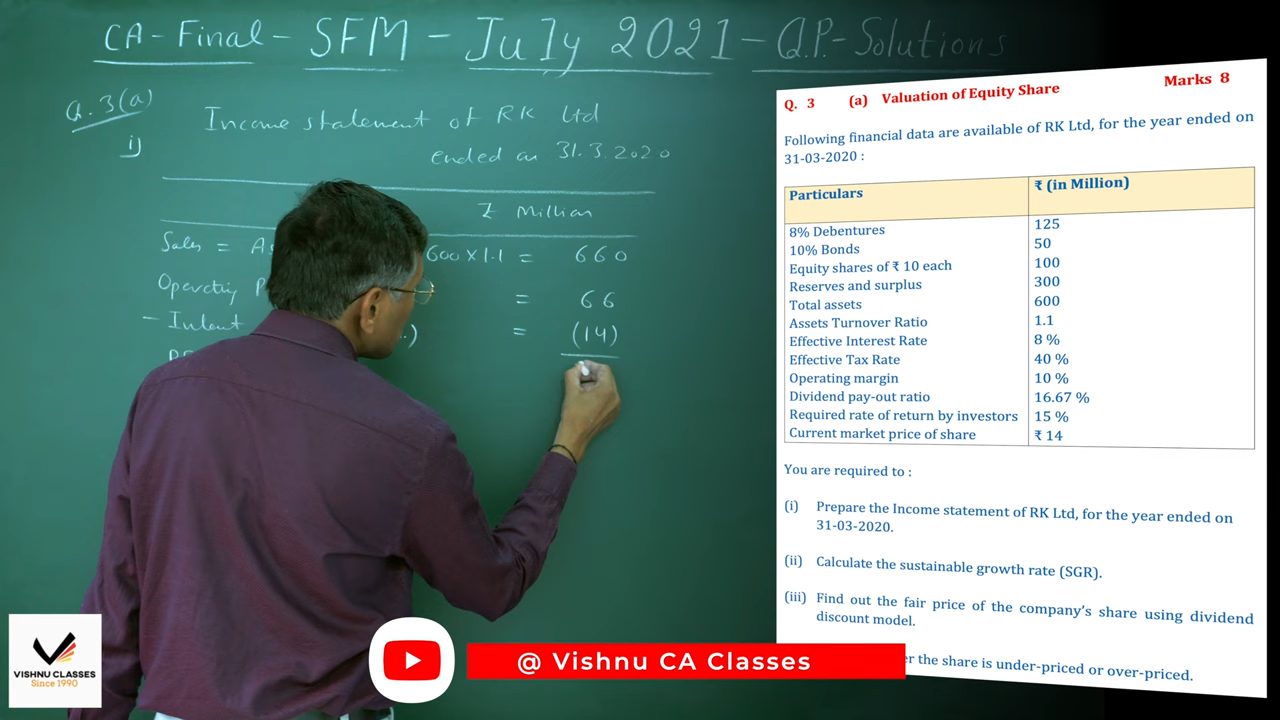 CA-Final - SFM - July 2021 - Q.P.-Solutions
Q.3(a)
i)
Income statement of RK Ltd
ended on 31.3.2020
₹ Million
Sales = 600 x 1.1 = 660
Operating = 66
= (14)
Q. 3 (a) Valuation of Equity Share Marks 8
Following financial data are available of RK Ltd, for the year ended on
31-03-2020 :
Particulars ₹ (in Million)
8% Debentures 125
10% Bonds 50
Equity shares of ₹ 10 each 100
Reserves and surplus 300
Total assets 600
Assets Turnover Ratio 1.1
Effective Interest Rate 8 %
Effective Tax Rate 40 %
Operating margin 10 %
Dividend pay-out ratio 16.67 %
Required rate of return by investors 15 %
Current market price of share ₹ 14
You are required to :
(i) Prepare the Income statement of RK Ltd, for the year ended on
31-03-2020.
(ii) Calculate the sustainable growth rate (SGR).
(iii) Find out the fair price of the company's share using dividend
discount model.
the share is under-priced or over-priced.
VISHNU CLASSES
Since 1990
@ Vishnu CA Classes